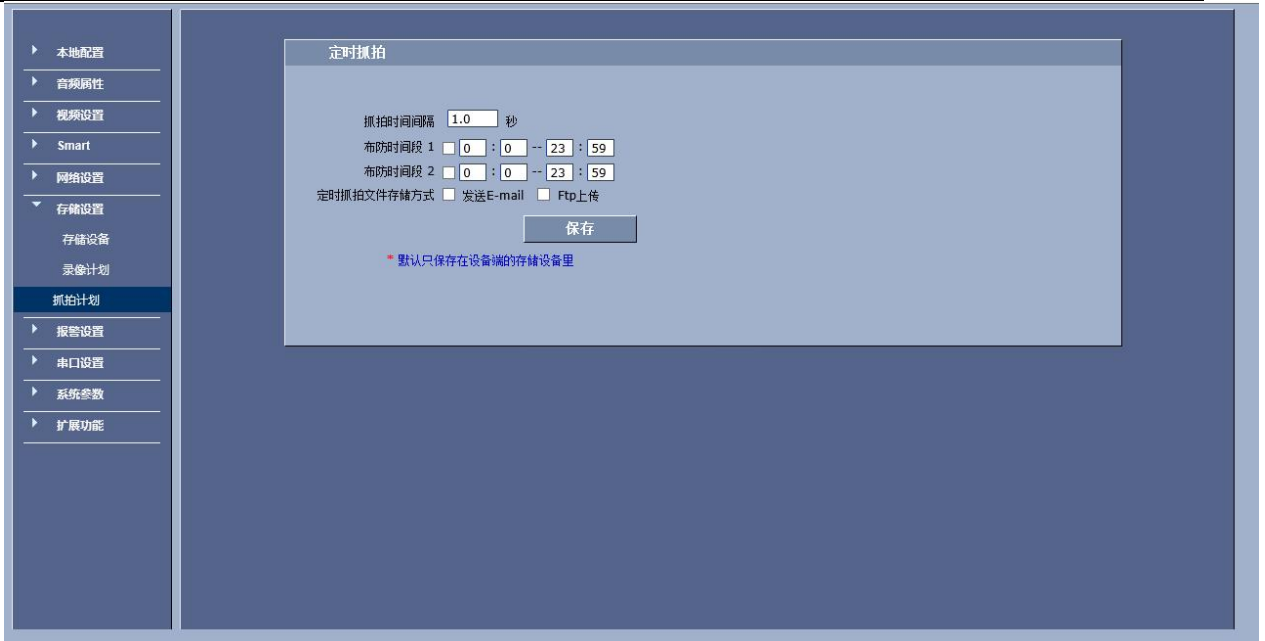 本地配置
音频属性
视频设置
Smart
网络设置
存储设置
存储设备
录像计划
抓拍计划
报警设置
串口设置
系统参数
扩展功能
定时抓拍
抓拍时间间隔 1.0 秒
布防时间段 1 0 : 0 -- 23 : 59
布防时间段 2 0 : 0 -- 23 : 59
定时抓拍文件存储方式 发送E-mail Ftp上传
保存
* 默认只保存在设备端的存储设备里